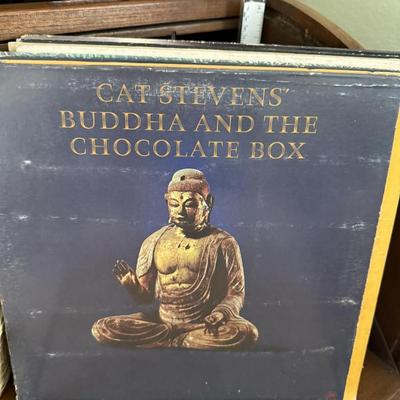 CAT STEVENS'
BUDDHA AND THE
CHOCOLATE BOX